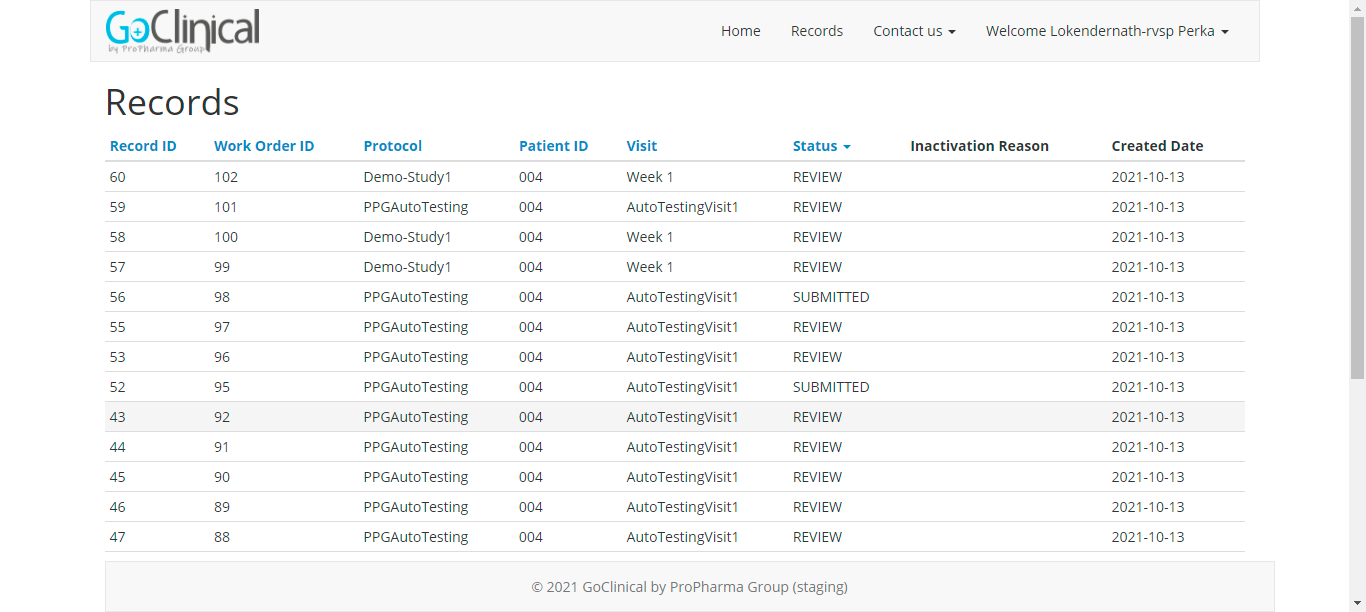 GoClinical
by ProPharma Group
Home Records Contact us Welcome Lokendernath-rvsp Perka
Records
Record ID Work Order ID Protocol Patient ID Visit Status Inactivation Reason Created Date
60 102 Demo-Study1 004 Week 1 REVIEW 2021-10-13
59 101 PPGAutoTesting 004 AutoTestingVisit1 REVIEW 2021-10-13
58 100 Demo-Study1 004 Week 1 REVIEW 2021-10-13
57 99 Demo-Study1 004 Week 1 REVIEW 2021-10-13
56 98 PPGAutoTesting 004 AutoTestingVisit1 SUBMITTED 2021-10-13
55 97 PPGAutoTesting 004 AutoTestingVisit1 REVIEW 2021-10-13
53 96 PPGAutoTesting 004 AutoTestingVisit1 REVIEW 2021-10-13
52 95 PPGAutoTesting 004 AutoTestingVisit1 SUBMITTED 2021-10-13
43 92 PPGAutoTesting 004 AutoTestingVisit1 REVIEW 2021-10-13
44 91 PPGAutoTesting 004 AutoTestingVisit1 REVIEW 2021-10-13
45 90 PPGAutoTesting 004 AutoTestingVisit1 REVIEW 2021-10-13
46 89 PPGAutoTesting 004 AutoTestingVisit1 REVIEW 2021-10-13
47 88 PPGAutoTesting 004 AutoTestingVisit1 REVIEW 2021-10-13
© 2021 GoClinical by ProPharma Group (staging)